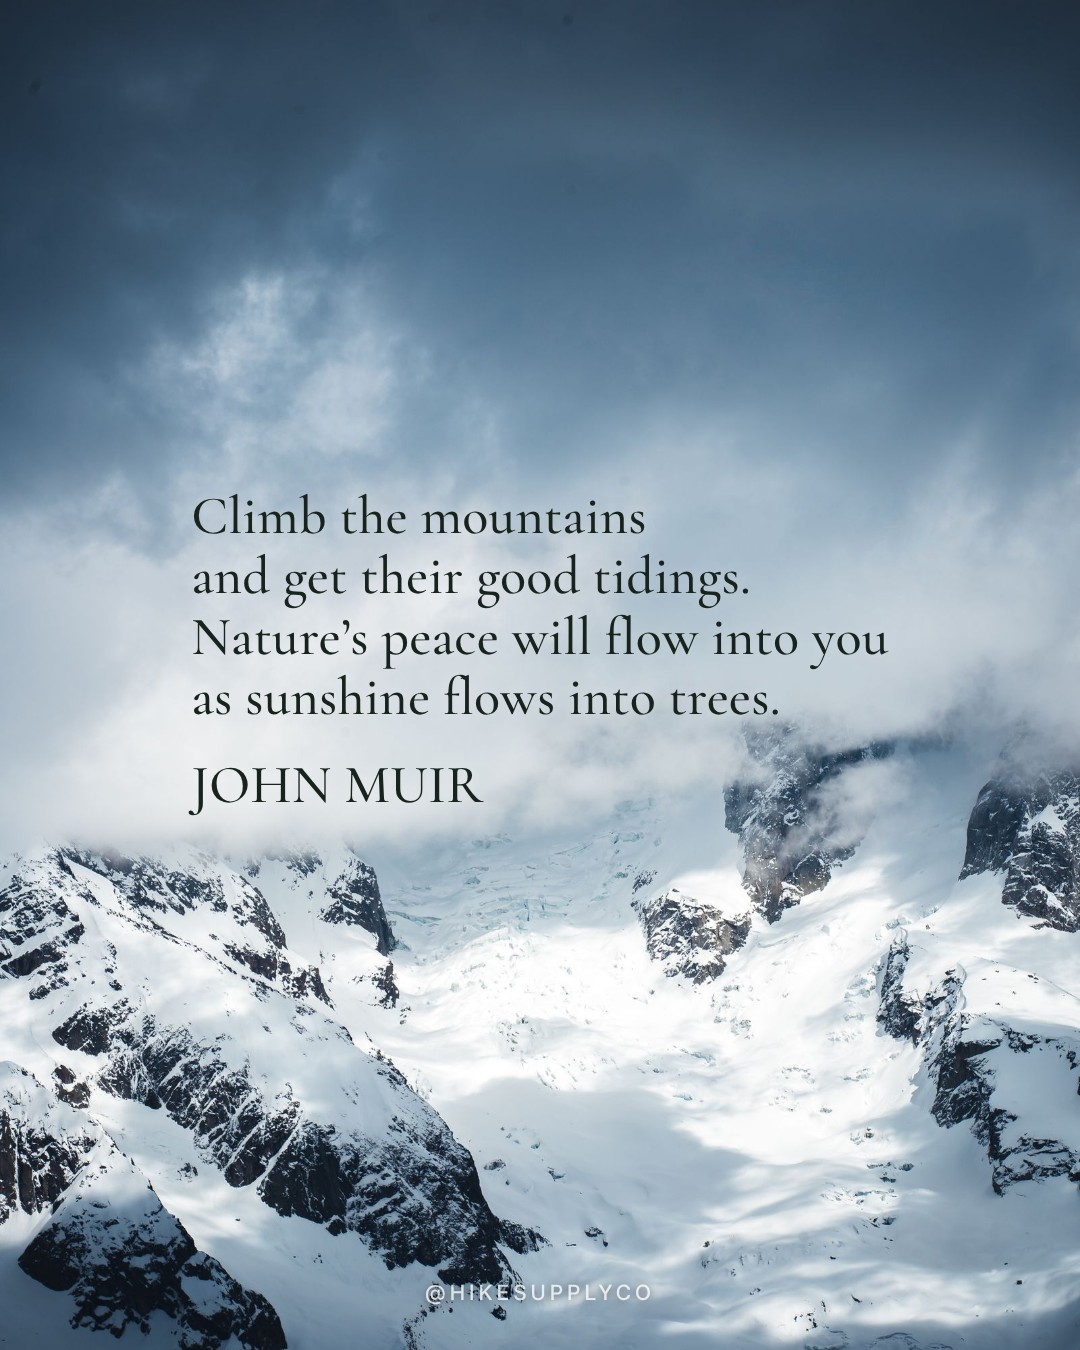 Climb the mountains
and get their good tidings.
Nature’s peace will flow into you
as sunshine flows into trees.
JOHN MUIR
@HIKESUPPLYCO